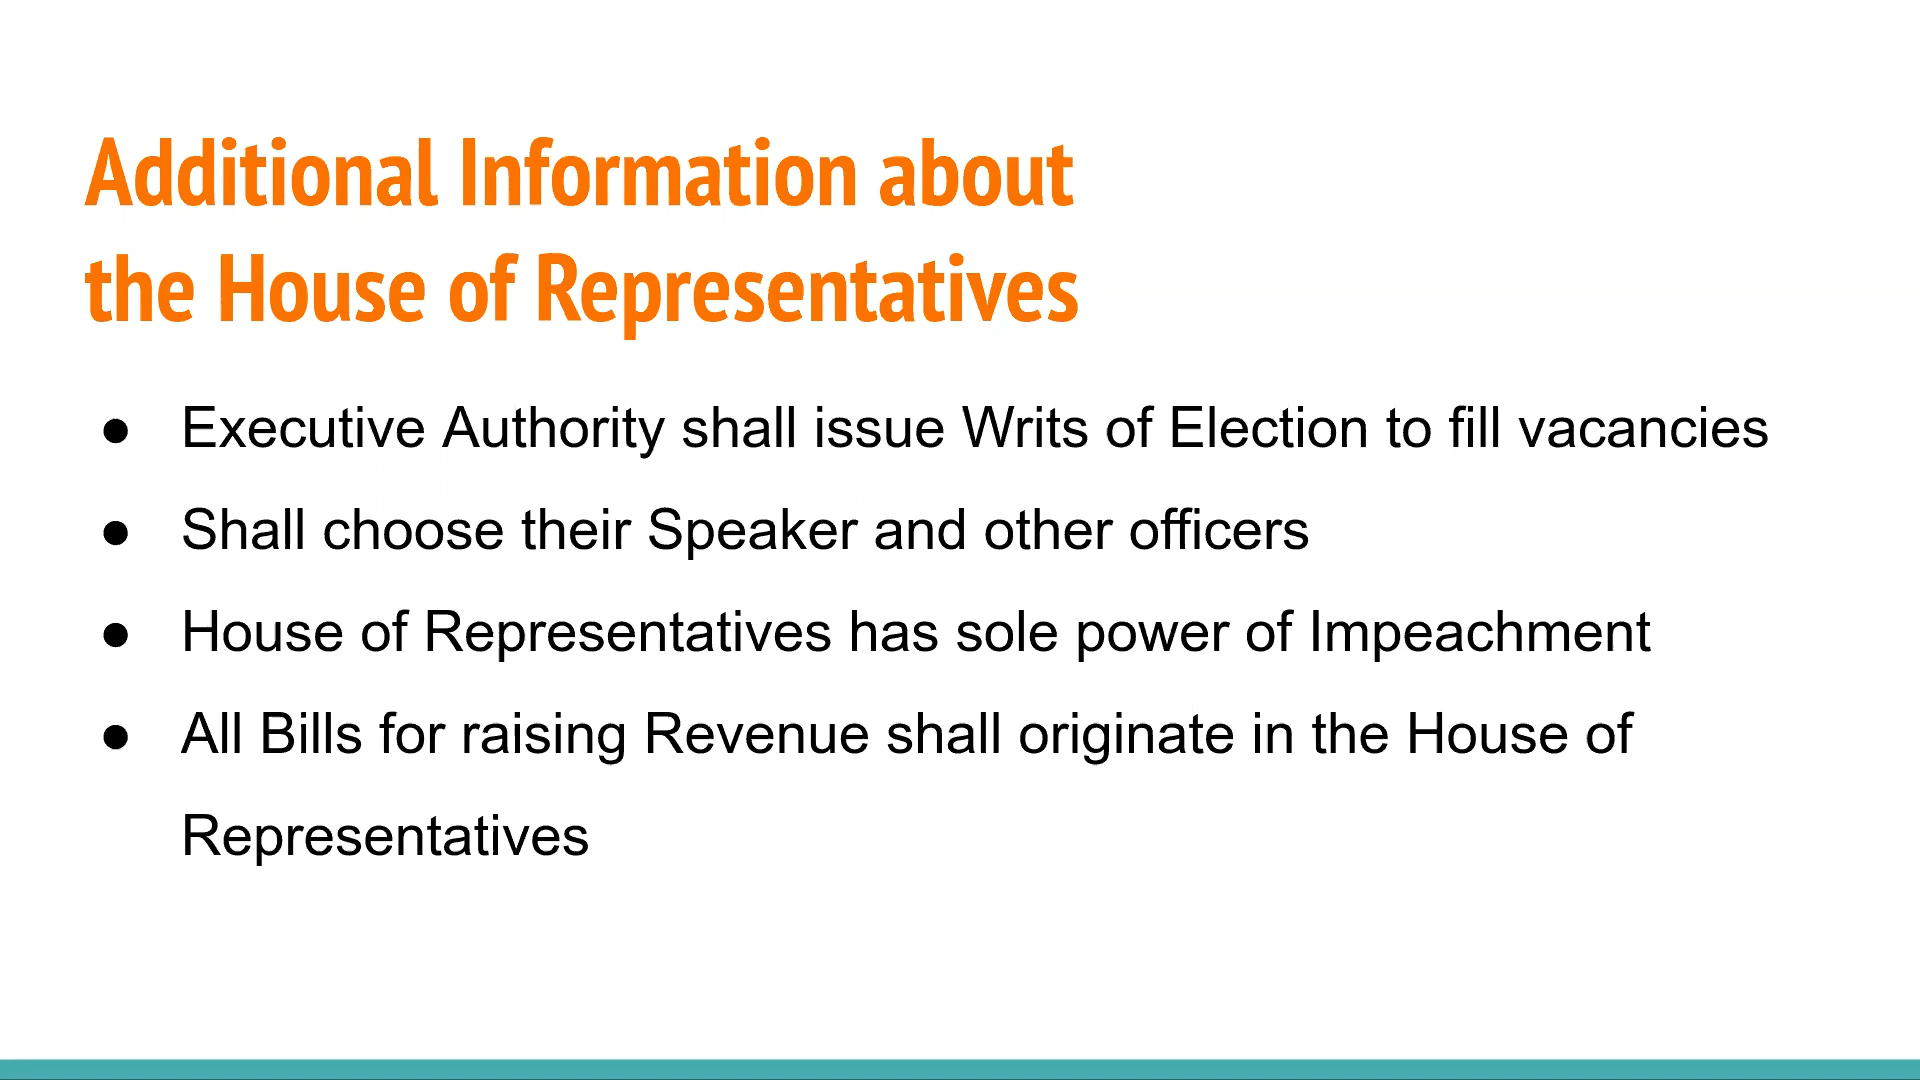 Additional Information about
the House of Representatives
● Executive Authority shall issue Writs of Election to fill vacancies
● Shall choose their Speaker and other officers
● House of Representatives has sole power of Impeachment
● All Bills for raising Revenue shall originate in the House of
Representatives